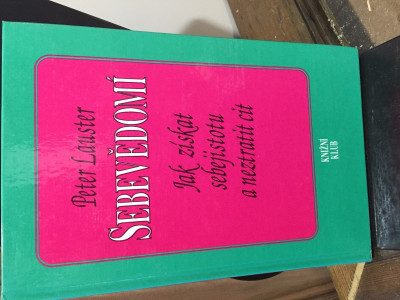 Peter Lauster
SEBEVĚDOMÍ
Jak získat
sebejistotu
a neztratit cit
KNIŽNÍ
KLUB